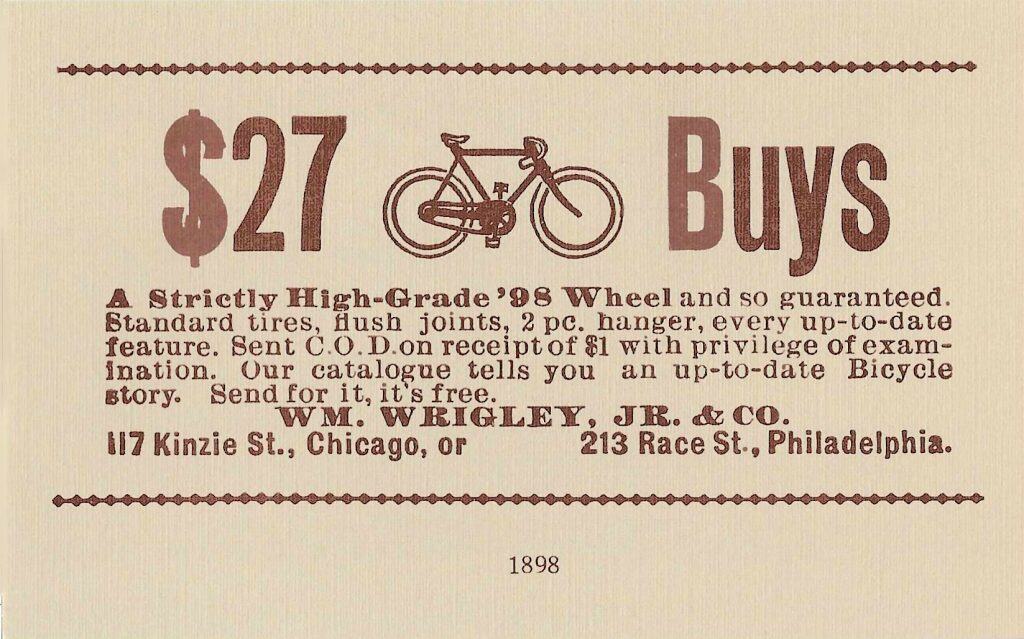 $27 Buys
A Strictly High-Grade '98 Wheel and so guaranteed.
Standard tires, flush joints, 2 pc. hanger, every up-to-date
feature. Sent C.O.D. on receipt of $1 with privilege of exam-
ination. Our catalogue tells you an up-to-date Bicycle
story. Send for it, it's free.
WM. WRIGLEY, JR. & CO.
117 Kinzie St., Chicago, or 213 Race St., Philadelphia.
1898